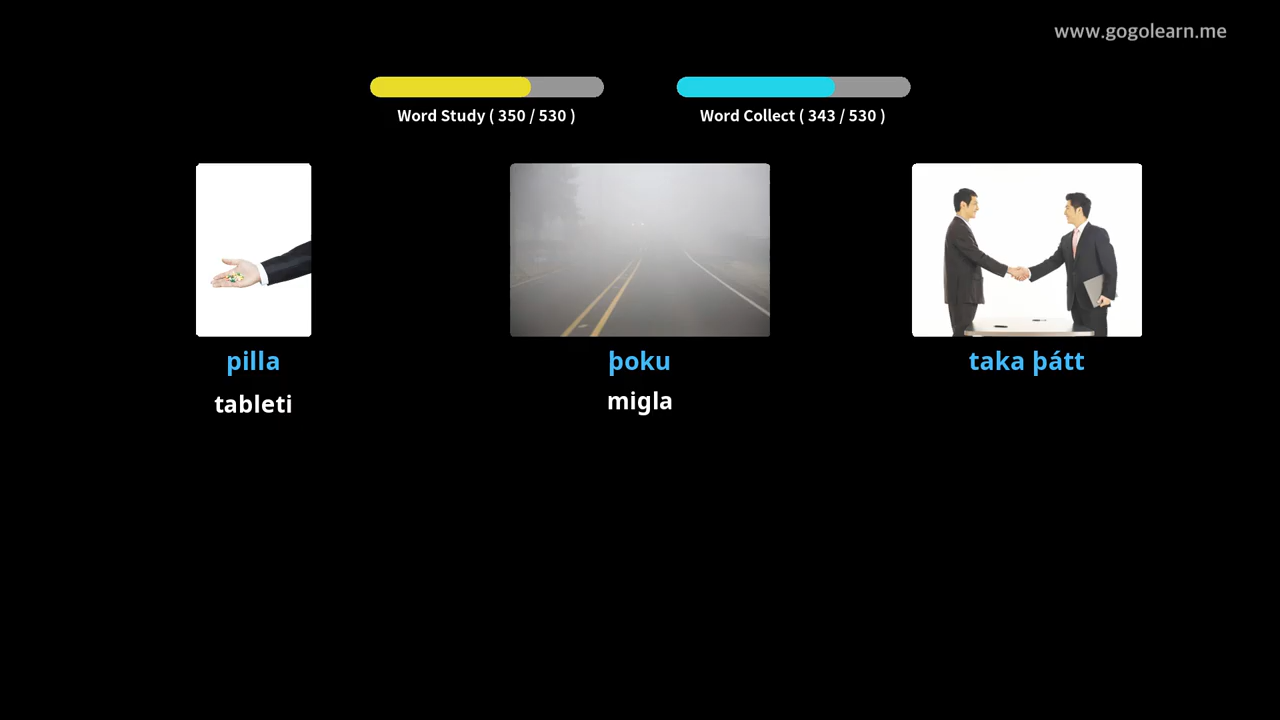 www.gogolearn.me
Word Study ( 350 / 530 )
Word Collect ( 343 / 530 )
pilla
þoku
taka þátt
tableti
migla